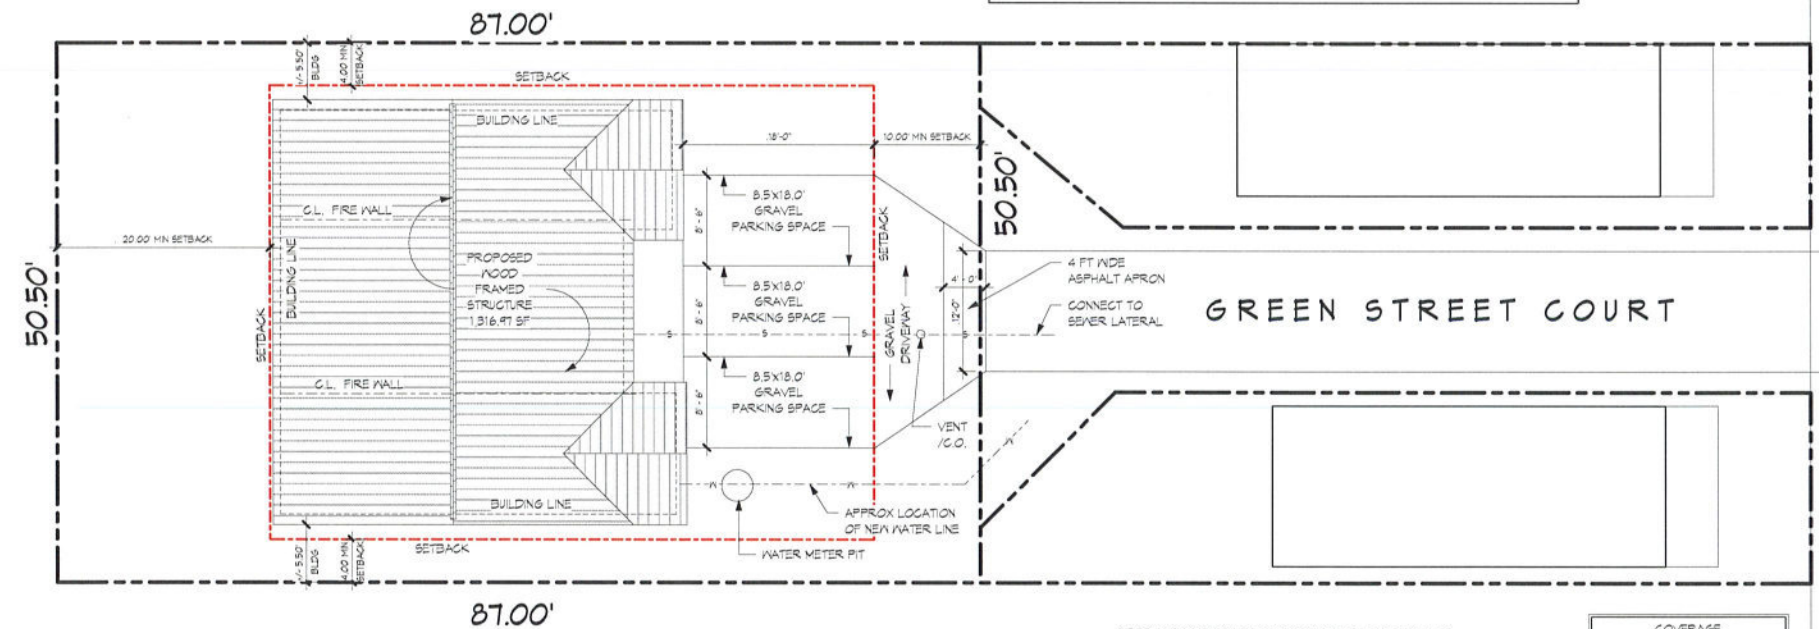 87.00'
+/- 5.50'
BLDG
4.00 MIN
SETBACK
SETBACK
BUILDING LINE
18'-0"
10.00' MIN SETBACK
50.50'
8.5x18.0'
GRAVEL
PARKING SPACE
8'-6"
C.L. FIRE WALL
SETBACK
20.00' MIN SETBACK
BUILDING LINE
PROPOSED
WOOD
FRAMED
STRUCTURE
1,316.97 SF
4 FT WIDE
ASPHALT APRON
4'-0"
50.50'
8.5x18.0'
GRAVEL
PARKING SPACE
8'-6"
GRAVEL
DRIVEWAY
12'-0"
CONNECT TO
SEWER LATERAL
GREEN STREET COURT
SETBACK
S
S
S
S
C.L. FIRE WALL
8.5x18.0'
GRAVEL
PARKING SPACE
8'-6"
VENT
/C.O.
W
W
W
BUILDING LINE
APPROX LOCATION
OF NEW WATER LINE
SETBACK
WATER METER PIT
+/- 5.50'
BLDG
4.00 MIN
SETBACK
87.00'
COVERAGE